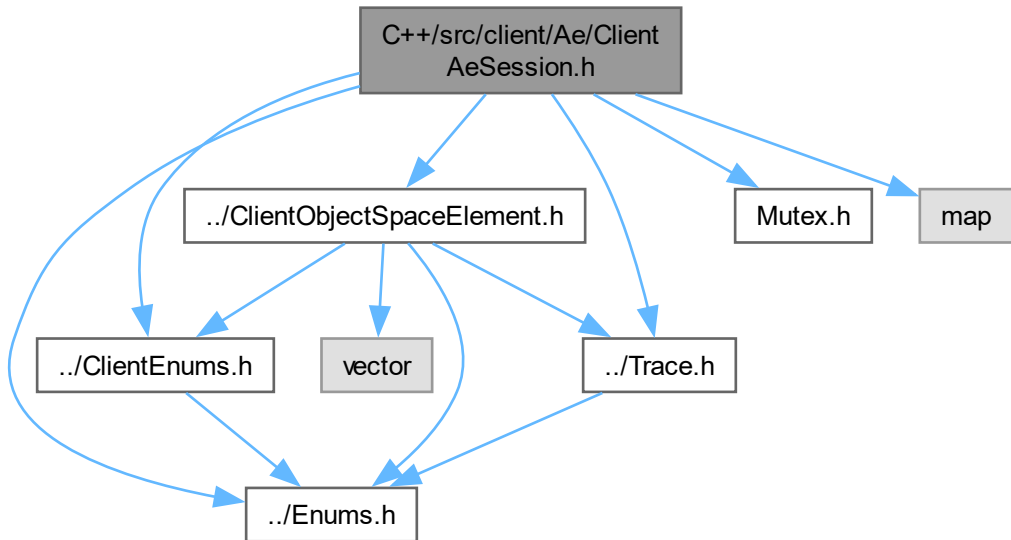 C++/src/client/Ae/Client
AeSession.h
../ClientObjectSpaceElement.h
Mutex.h
map
../ClientEnums.h
vector
../Trace.h
../Enums.h